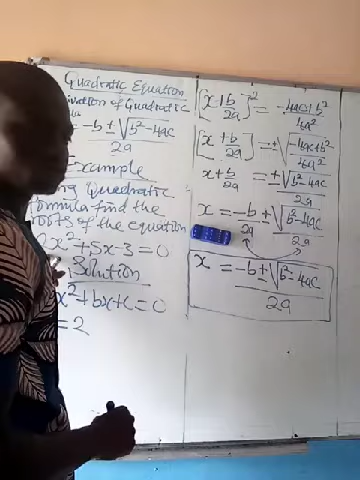 Quadratic Equation
of Quadratic
-b ± √b²-4ac
2a
Example
Quadratic
formula find the
roots of the equation
2x²+5x-3=0
Solution
x²+bx+c=0
=2
[x+b/2a]² = -4ac+b²/4a²
[x+b/2a] = ±√-4ac+b²/4a²
x+b/2a = ±√b²-4ac/2a
x = -b/2a ± √b²-4ac/2a
x = -b±√b²-4ac/2a